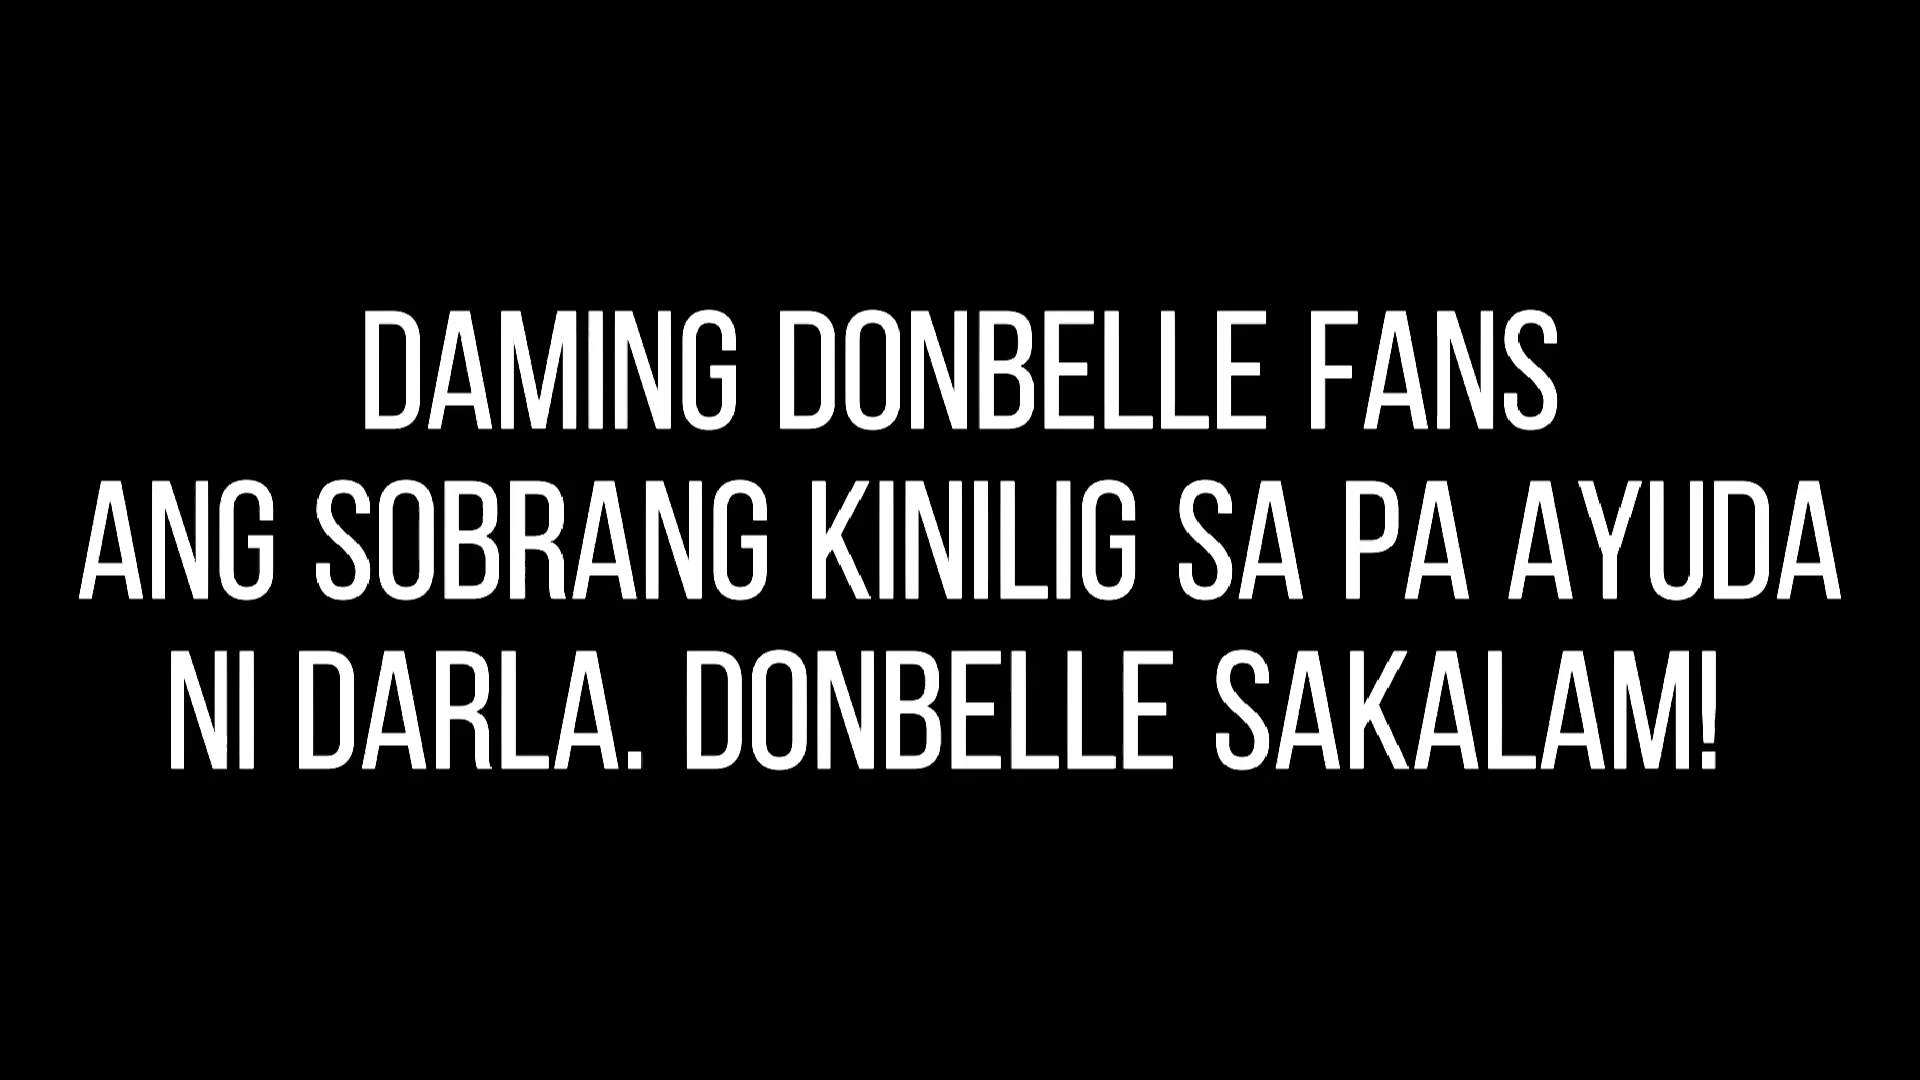 DAMING DONBELLE FANS
ANG SOBRANG KINILIG SA PA AYUDA
NI DARLA. DONBELLE SAKALAM!